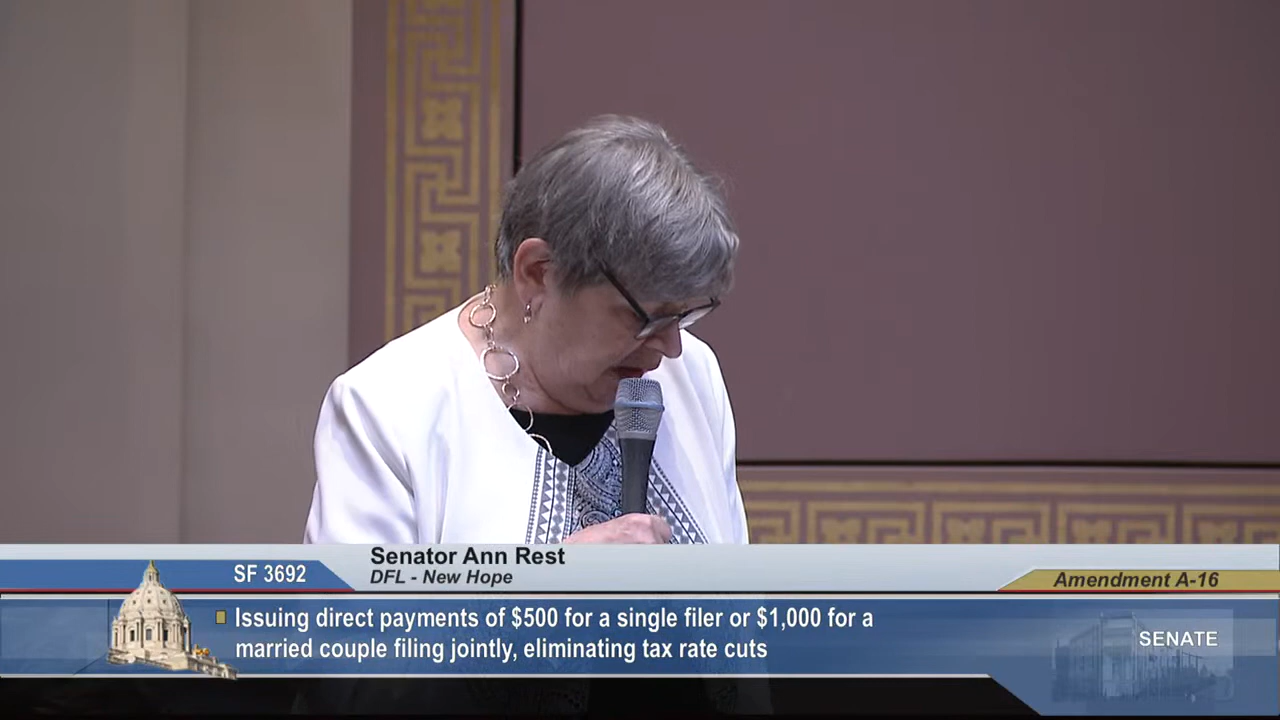 Senator Ann Rest
SF 3692
DFL - New Hope
Amendment A-16
Issuing direct payments of $500 for a single filer or $1,000 for a
married couple filing jointly, eliminating tax rate cuts
SENATE